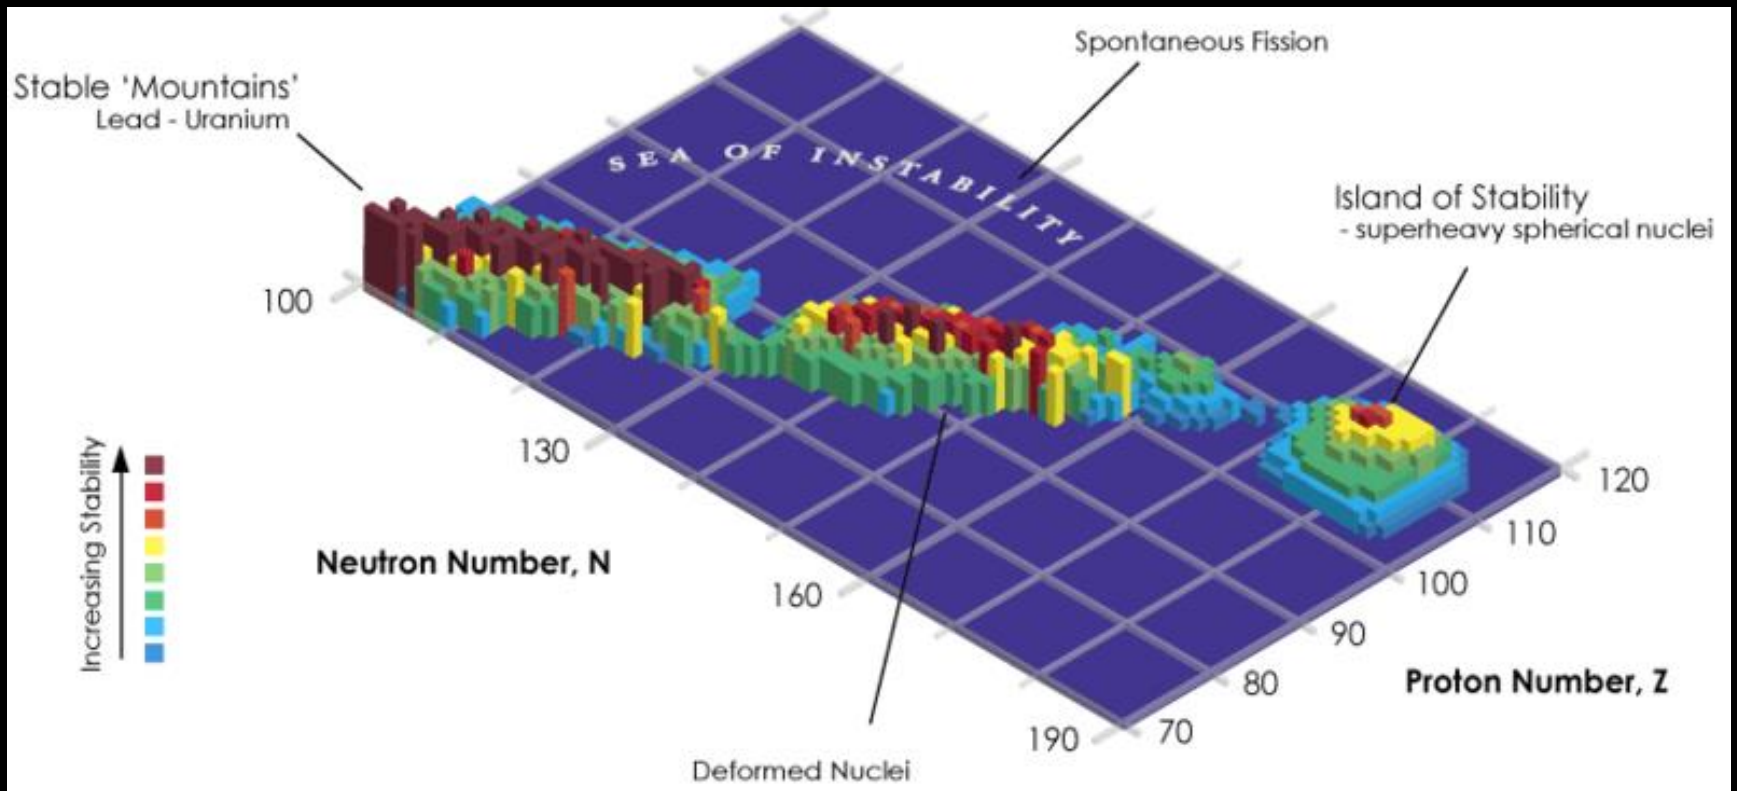 Spontaneous Fission
Stable ‘Mountains’
Lead - Uranium
SEA OF INSTABILITY
Island of Stability
- superheavy spherical nuclei
100
130
160
190
120
110
100
90
80
70
Increasing Stability
Neutron Number, N
Proton Number, Z
Deformed Nuclei